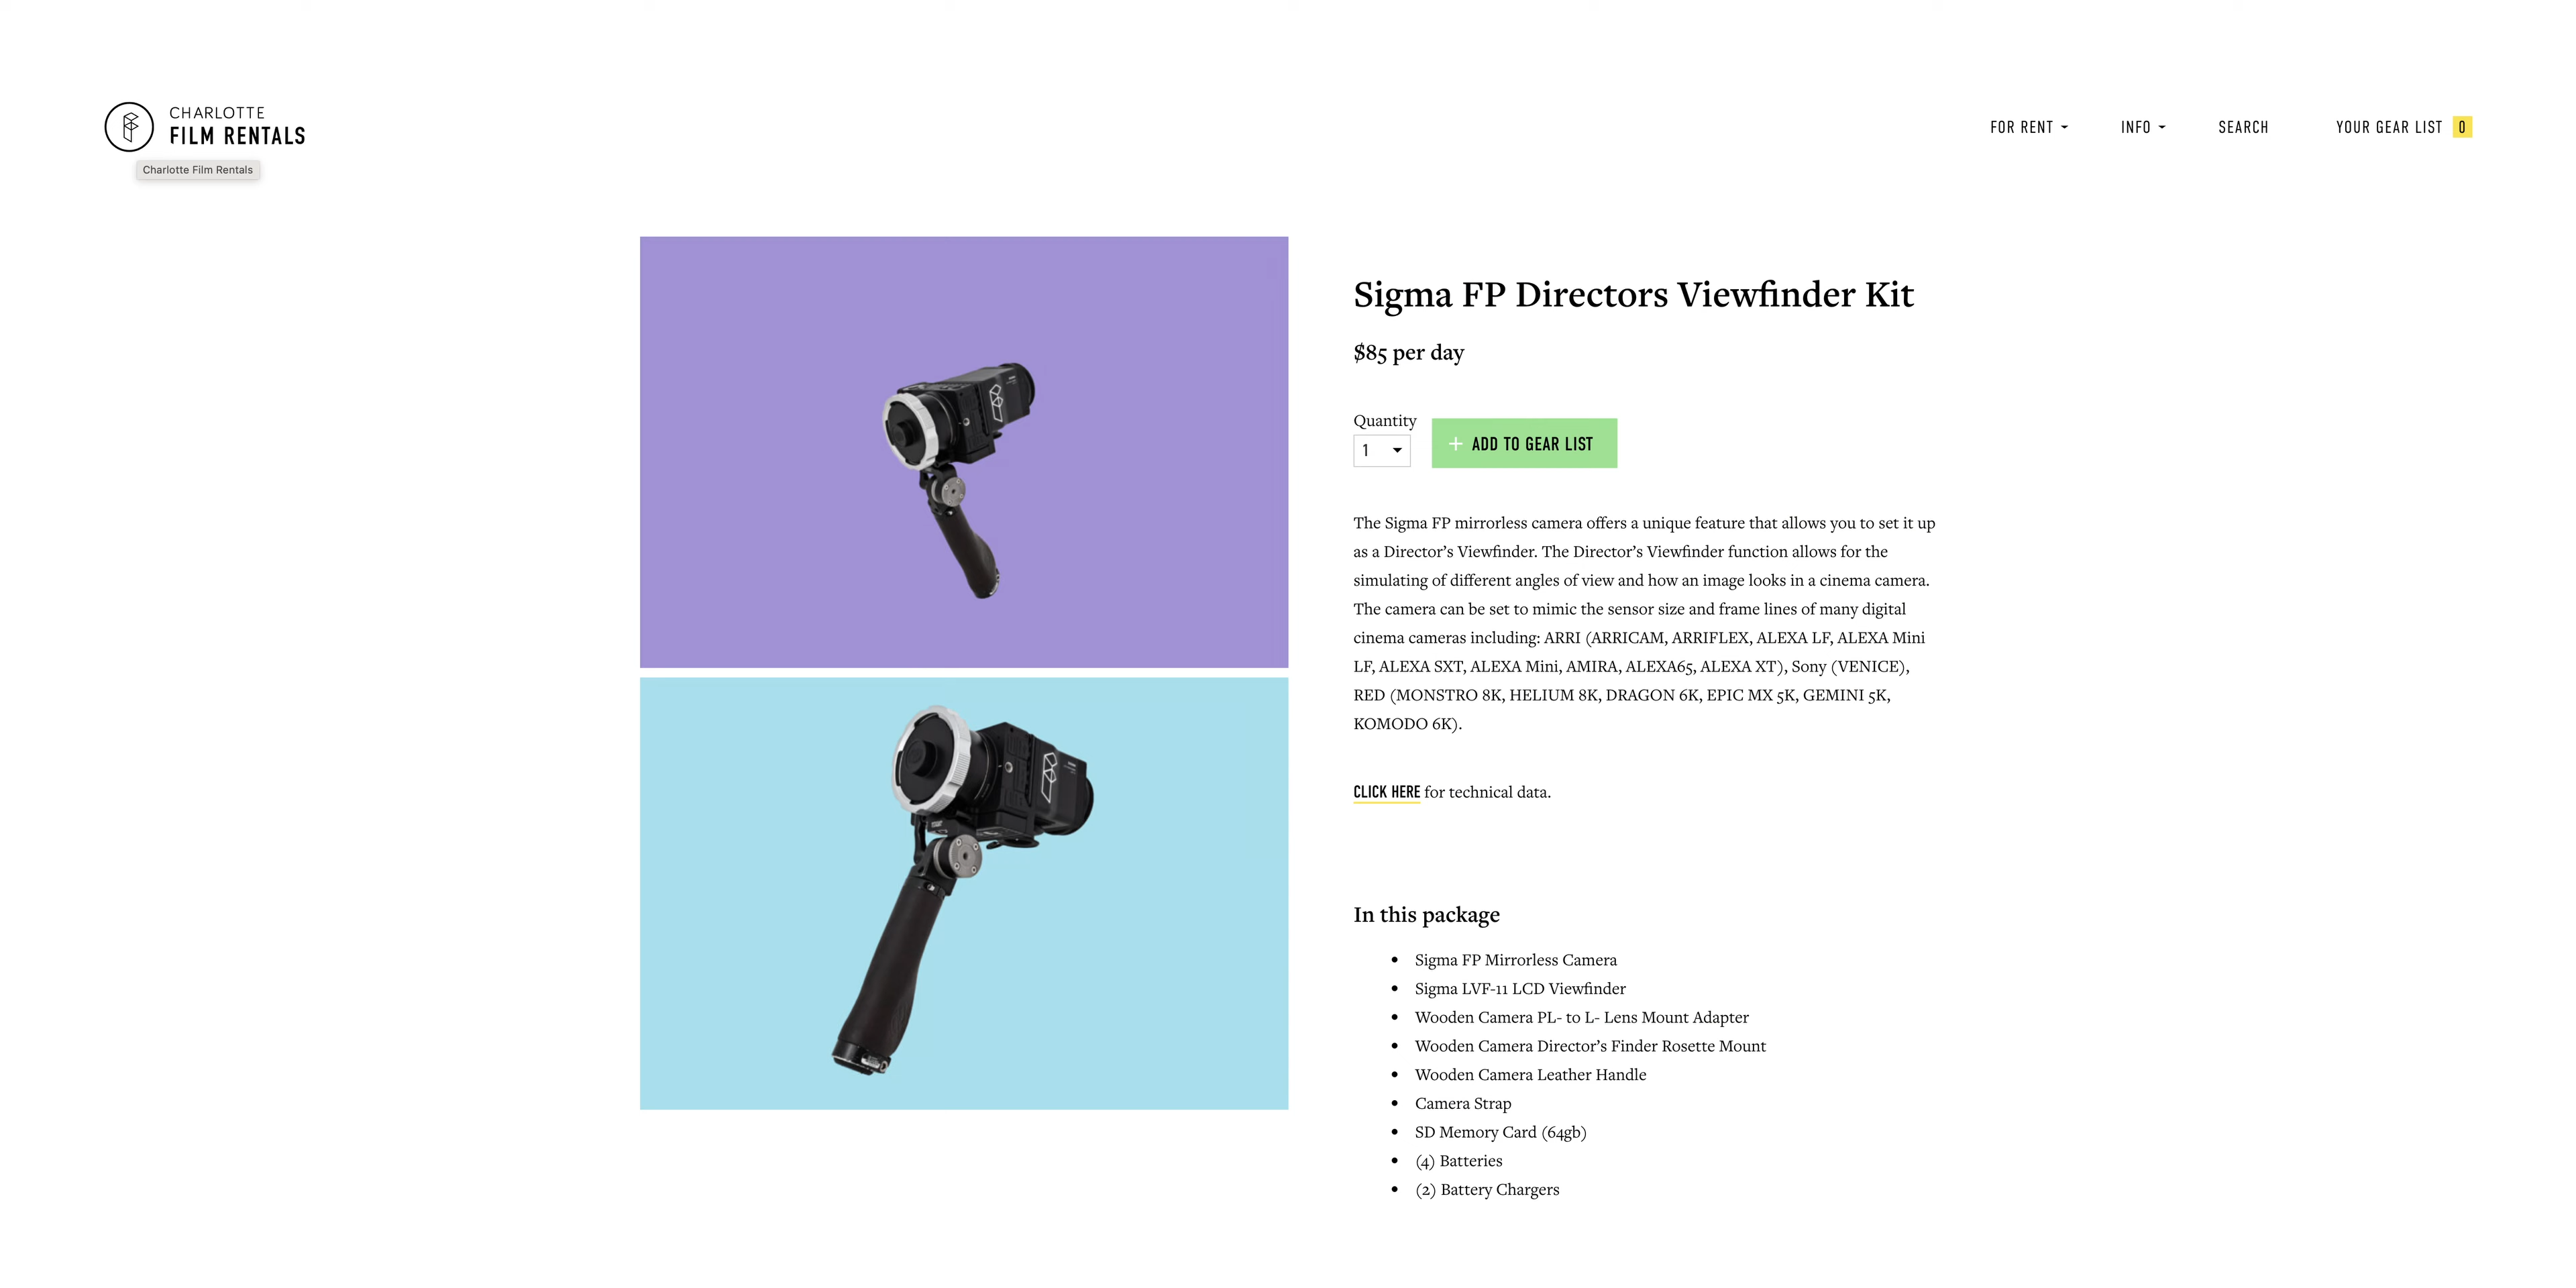 CHARLOTTE
FILM RENTALS
Charlotte Film Rentals
FOR RENT
INFO
SEARCH
YOUR GEAR LIST 0
Sigma FP Directors Viewfinder Kit
$85 per day
Quantity
1
+ ADD TO GEAR LIST
The Sigma FP mirrorless camera offers a unique feature that allows you to set it up
as a Director’s Viewfinder. The Director’s Viewfinder function allows for the
simulating of different angles of view and how an image looks in a cinema camera.
The camera can be set to mimic the sensor size and frame lines of many digital
cinema cameras including: ARRI (ARRICAM, ARRIFLEX, ALEXA LF, ALEXA Mini
LF, ALEXA SXT, ALEXA Mini, AMIRA, ALEXA65, ALEXA XT), Sony (VENICE),
RED (MONSTRO 8K, HELIUM 8K, DRAGON 6K, EPIC MX 5K, GEMINI 5K,
KOMODO 6K).
CLICK HERE for technical data.
In this package
• Sigma FP Mirrorless Camera
• Sigma LVF-11 LCD Viewfinder
• Wooden Camera PL- to L- Lens Mount Adapter
• Wooden Camera Director’s Finder Rosette Mount
• Wooden Camera Leather Handle
• Camera Strap
• SD Memory Card (64gb)
• (4) Batteries
• (2) Battery Chargers